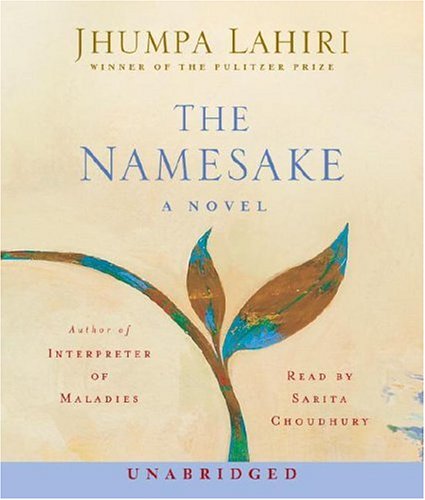 JHUMPA LAHIRI
WINNER OF THE PULITZER PRIZE
THE
NAMESAKE
A NOVEL
Author of
INTERPRETER
OF
MALADIES
READ BY
SARITA
CHOUDHURY
UNABRIDGED